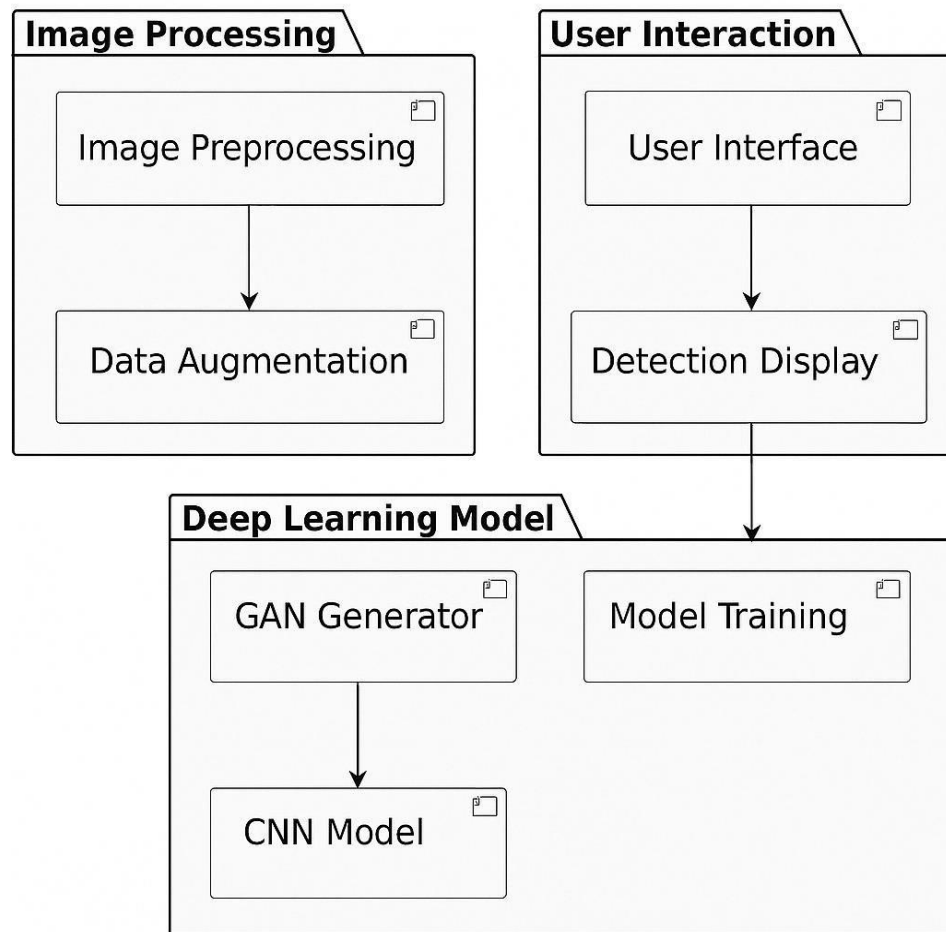 Image Processing
Image Preprocessing
Data Augmentation
User Interaction
User Interface
Detection Display
Deep Learning Model
GAN Generator
Model Training
CNN Model